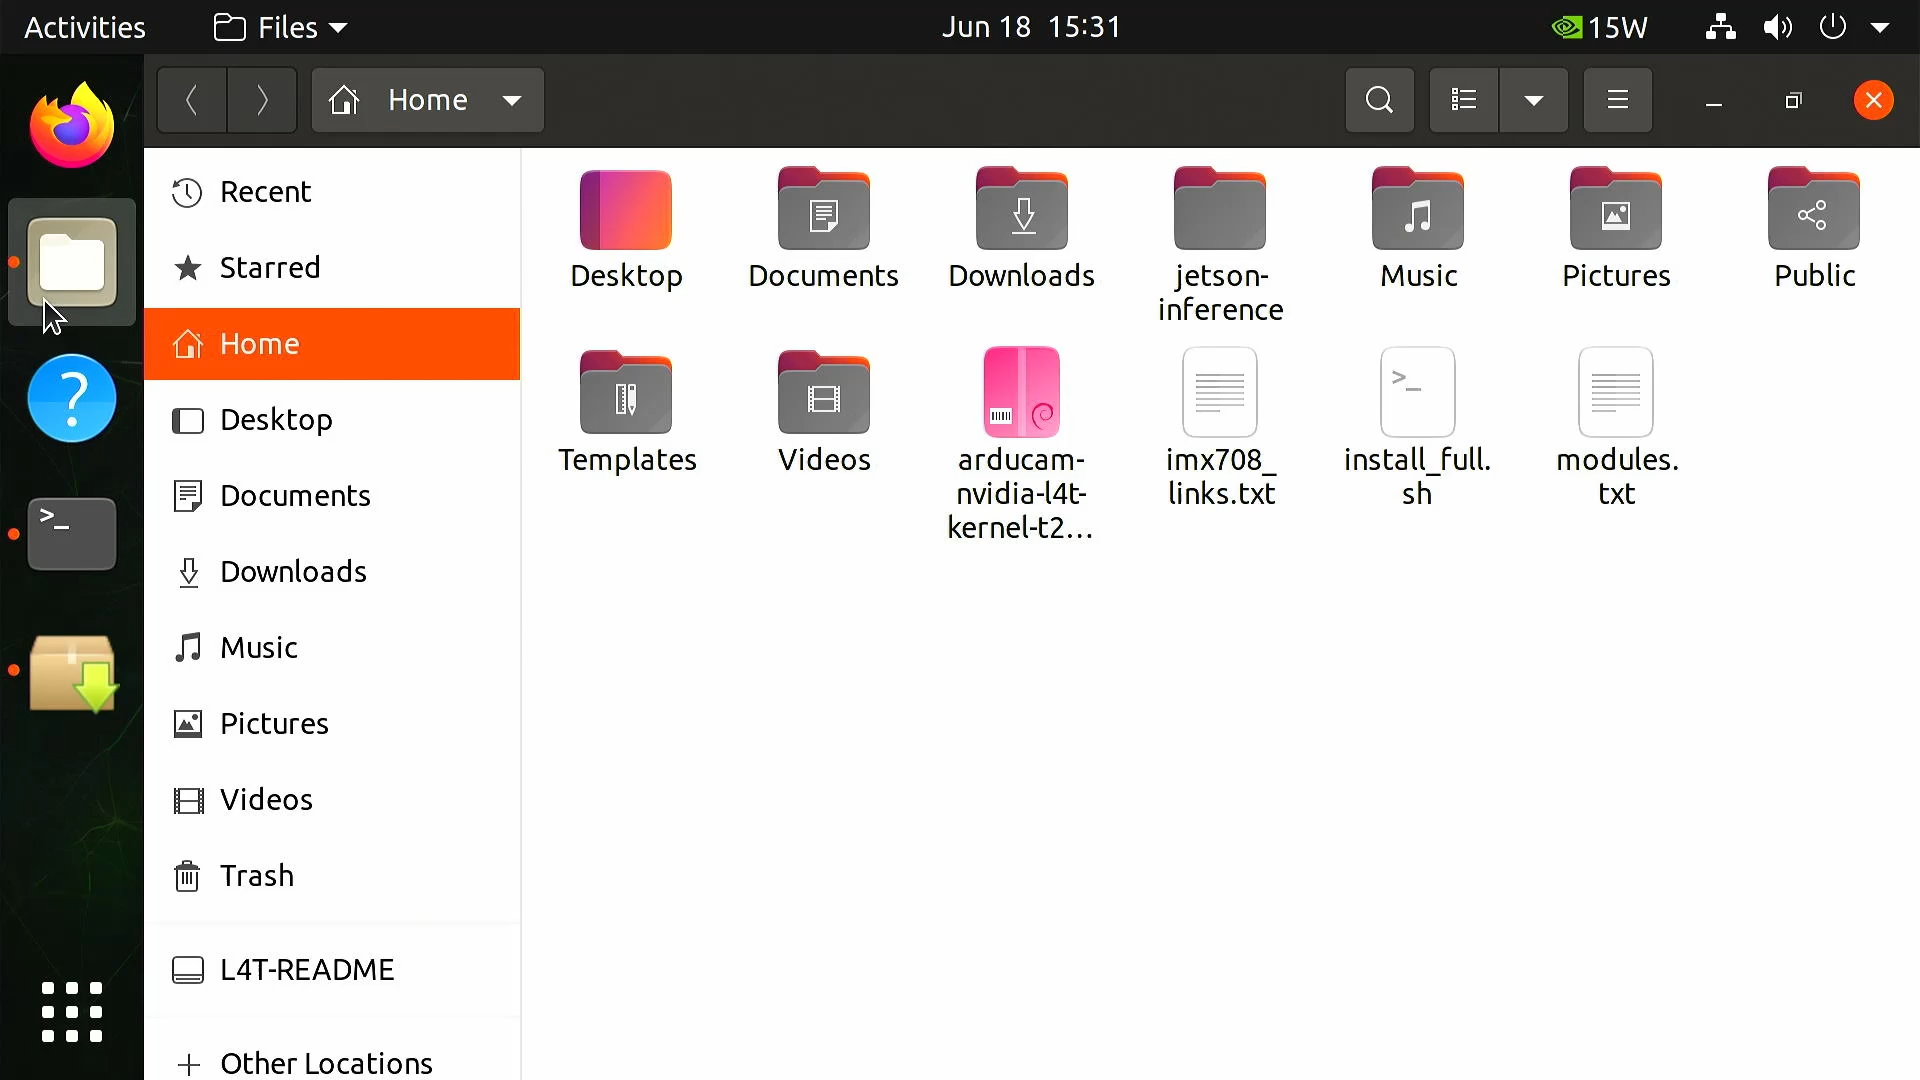 Activities
Files
Jun 18 15:31
15W
Home
Recent
Starred
Home
Desktop
Documents
Downloads
Music
Pictures
Videos
Trash
L4T-README
Other Locations
Desktop
Documents
Downloads
jetson-
inference
Music
Pictures
Public
Templates
Videos
arducam-
nvidia-l4t-
kernel-t2...
imx708_
links.txt
install_full.
sh
modules.
txt